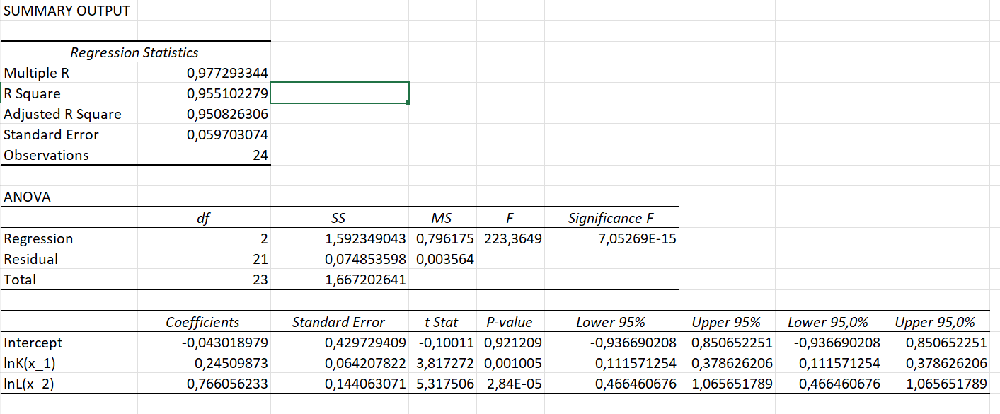 SUMMARY OUTPUT
Regression Statistics
Multiple R 0,977293344
R Square 0,955102279
Adjusted R Square 0,950826306
Standard Error 0,059703074
Observations 24
ANOVA
df SS MS F Significance F
Regression 2 1,592349043 0,796175 223,3649 7,05269E-15
Residual 21 0,074853598 0,003564
Total 23 1,667202641
Coefficients Standard Error t Stat P-value Lower 95% Upper 95% Lower 95,0% Upper 95,0%
Intercept -0,043018979 0,429729409 -0,10011 0,921209 -0,936690208 0,850652251 -0,936690208 0,850652251
lnK(x_1) 0,24509873 0,064207822 3,817272 0,001005 0,111571254 0,378626206 0,111571254 0,378626206
lnL(x_2) 0,766056233 0,144063071 5,317506 2,84E-05 0,466460676 1,065651789 0,466460676 1,065651789